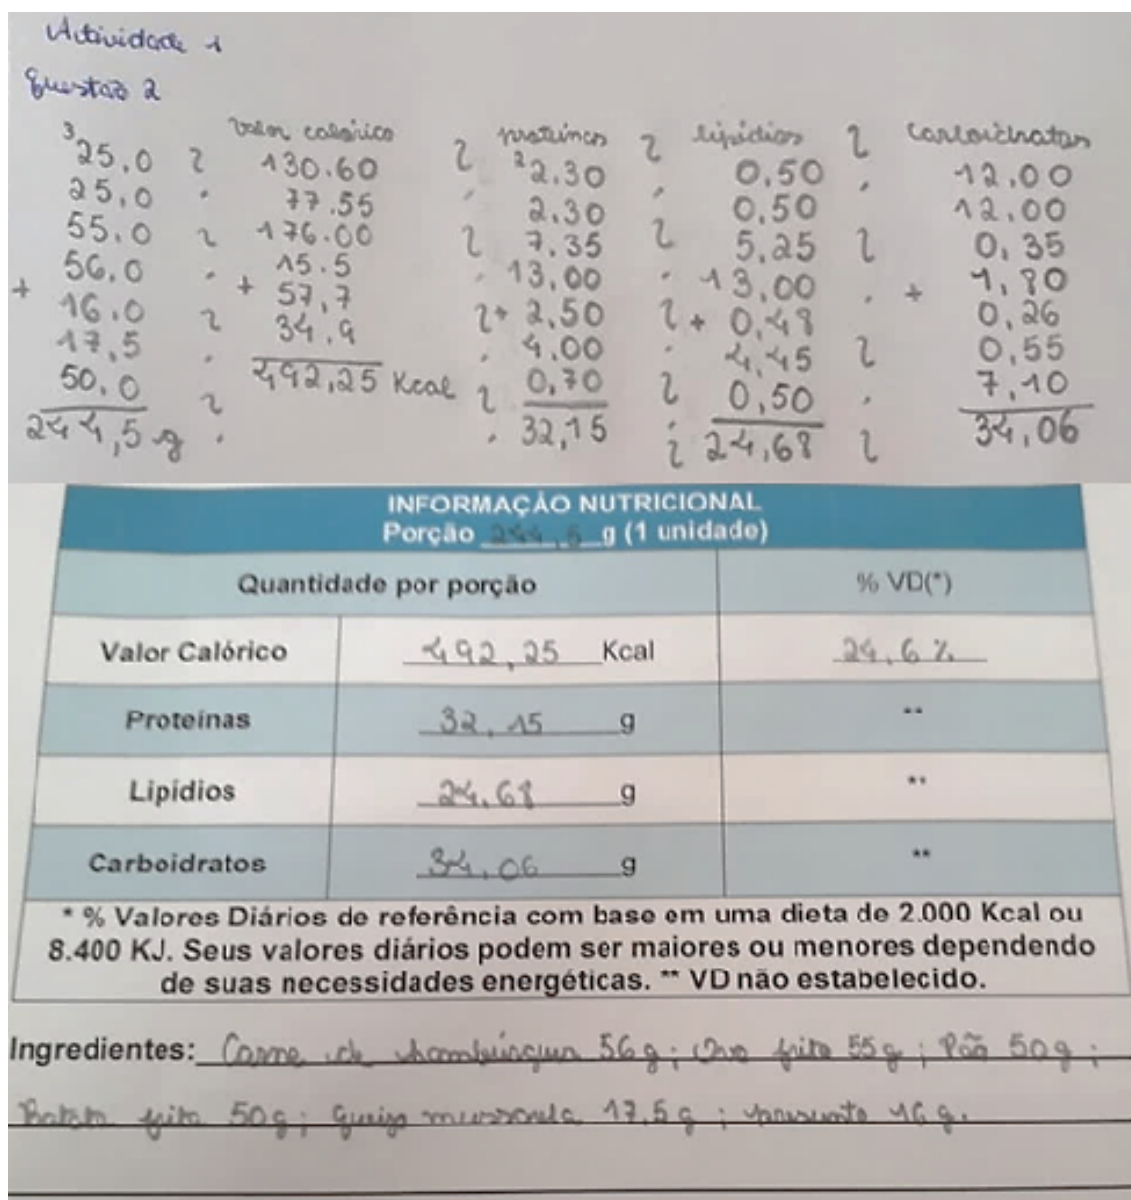 Actividade 1
Questão 2
valor calórico proteínas lipídios carboidratos
³25,0 130.60 ²2.30 0,50 12,00
25,0 77.55 2.30 0,50 12.00
55,0 176.00 7.35 5,25 0,35
56,0 15.5 13,00 13,00 1,80
+ 16,0 + 57,7 + 2,50 + 0,48 + 0,26
17,5 34.9 4.00 4,45 0,55
50,0 492,25 Kcal 0,70 0,50 7,10
244,5 g 32,15 24,68 34,06
INFORMAÇÃO NUTRICIONAL
Porção 244,5 g (1 unidade)
Quantidade por porção % VD(*)
Valor Calórico 492,25 Kcal 24,6 %
Proteínas 32,15 g **
Lipídios 24,68 g **
Carboidratos 34,06 g **
* % Valores Diários de referência com base em uma dieta de 2.000 Kcal ou
8.400 KJ. Seus valores diários podem ser maiores ou menores dependendo
de suas necessidades energéticas. ** VD não estabelecido.
Ingredientes: Carne de hambúrguer 56g; Ovo frito 55g; Pão 50g;
Batata frita 50g; Queijo mussarela 17,5g; presunto 16g.